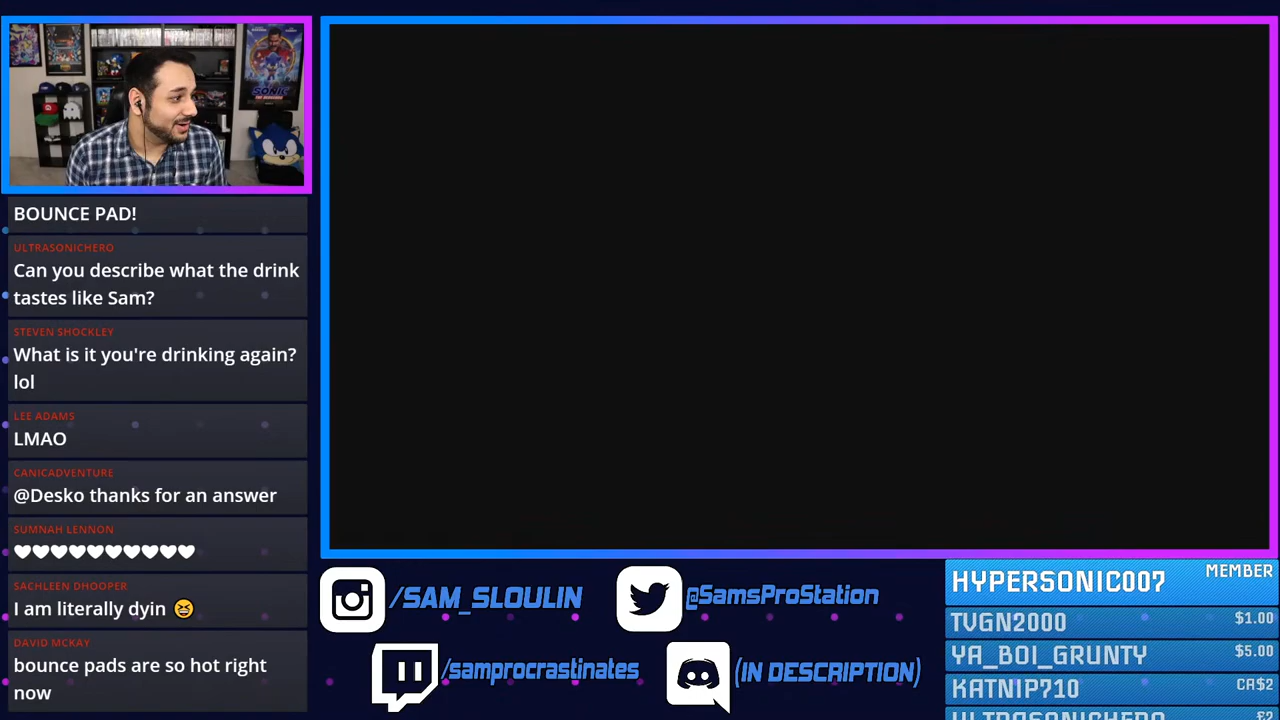 BOUNCE PAD!
ULTRASONICHERO
Can you describe what the drink
tastes like Sam?
STEVEN SHOCKLEY
What is it you're drinking again?
lol
LEE ADAMS
LMAO
CANICADVENTURE
@Desko thanks for an answer
SUMNAH LENNON
🤍🤍🤍🤍🤍🤍🤍🤍🤍🤍
SACHLEEN DHOOPER
I am literally dyin 😆
DAVID MCKAY
bounce pads are so hot right
now
/SAM_SLOULIN
@SamsProStation
/samprocrastinates
(IN DESCRIPTION)
HYPERSONIC007 MEMBER
TVGN2000 $1.00
YA_BOI_GRUNTY $5.00
KATNIP710 CA$2
ULTRASONICHERO £2
SONIC